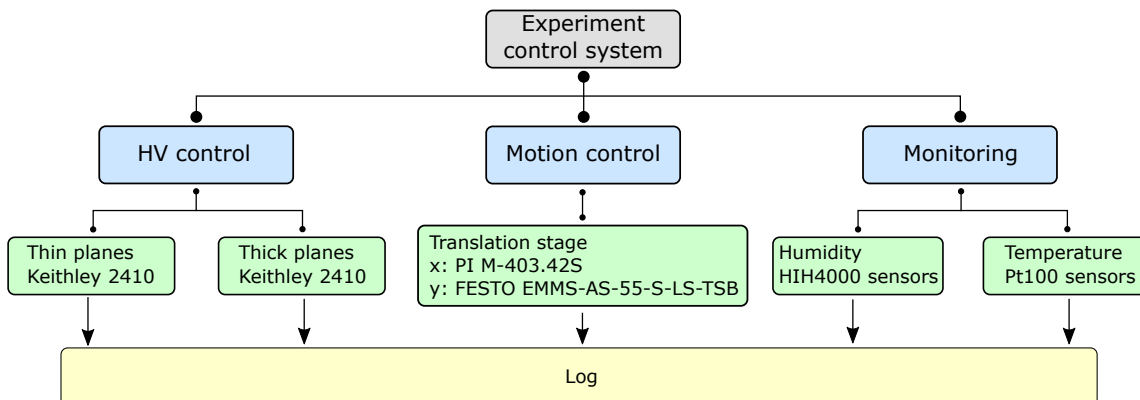 Experiment
control system
HV control
Motion control
Monitoring
Thin planes
Keithley 2410
Thick planes
Keithley 2410
Translation stage
x: PI M-403.42S
y: FESTO EMMS-AS-55-S-LS-TSB
Humidity
HIH4000 sensors
Temperature
Pt100 sensors
Log